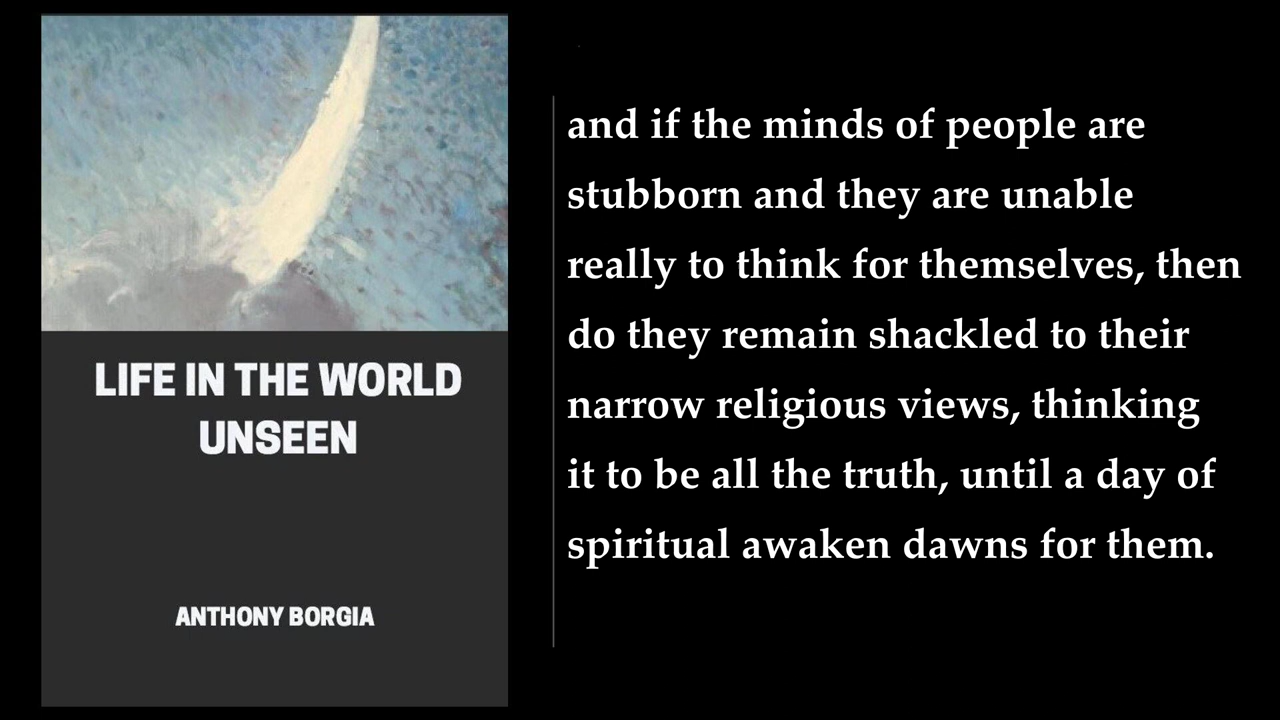 LIFE IN THE WORLD
UNSEEN
ANTHONY BORGIA
and if the minds of people are
stubborn and they are unable
really to think for themselves, then
do they remain shackled to their
narrow religious views, thinking
it to be all the truth, until a day of
spiritual awaken dawns for them.